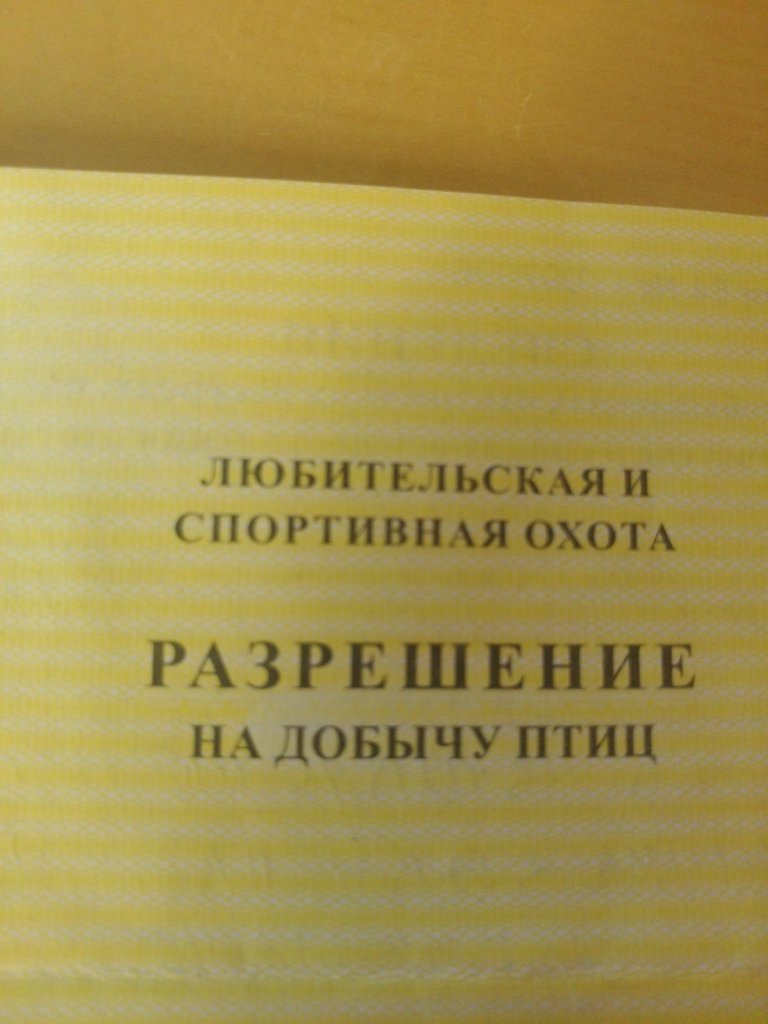 ЛЮБИТЕЛЬСКАЯ И
СПОРТИВНАЯ ОХОТА
РАЗРЕШЕНИЕ
НА ДОБЫЧУ ПТИЦ